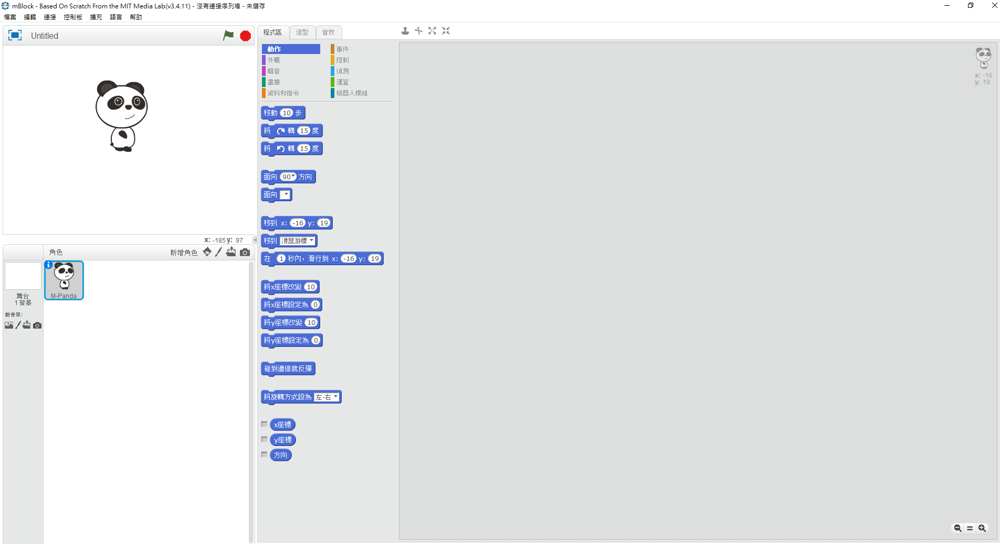 mBlock - Based On Scratch From the MIT Media Lab(v3.4.11) - 沒有連接序列埠 - 未儲存
檔案 編輯 連接 控制板 擴充 語言 幫助
Untitled
x: -185 y: 97
角色 新增角色
舞台
1 背景
新背景:
M-Panda
程式區 造型 音效
動作 事件
外觀 控制
聲音 偵測
畫筆 運算
資料和指令 機器人模組
移動 10 步
將 轉 15 度
將 轉 15 度
面向 90 方向
面向
移到 x: -16 y: 19
移到 滑鼠游標
在 1 秒內，滑行到 x: -16 y: 19
將x座標改變 10
將x座標設定為 0
將y座標改變 10
將y座標設定為 0
碰到邊緣就反彈
將旋轉方式設為 左-右
x座標
y座標
方向
x: -16
y: 19